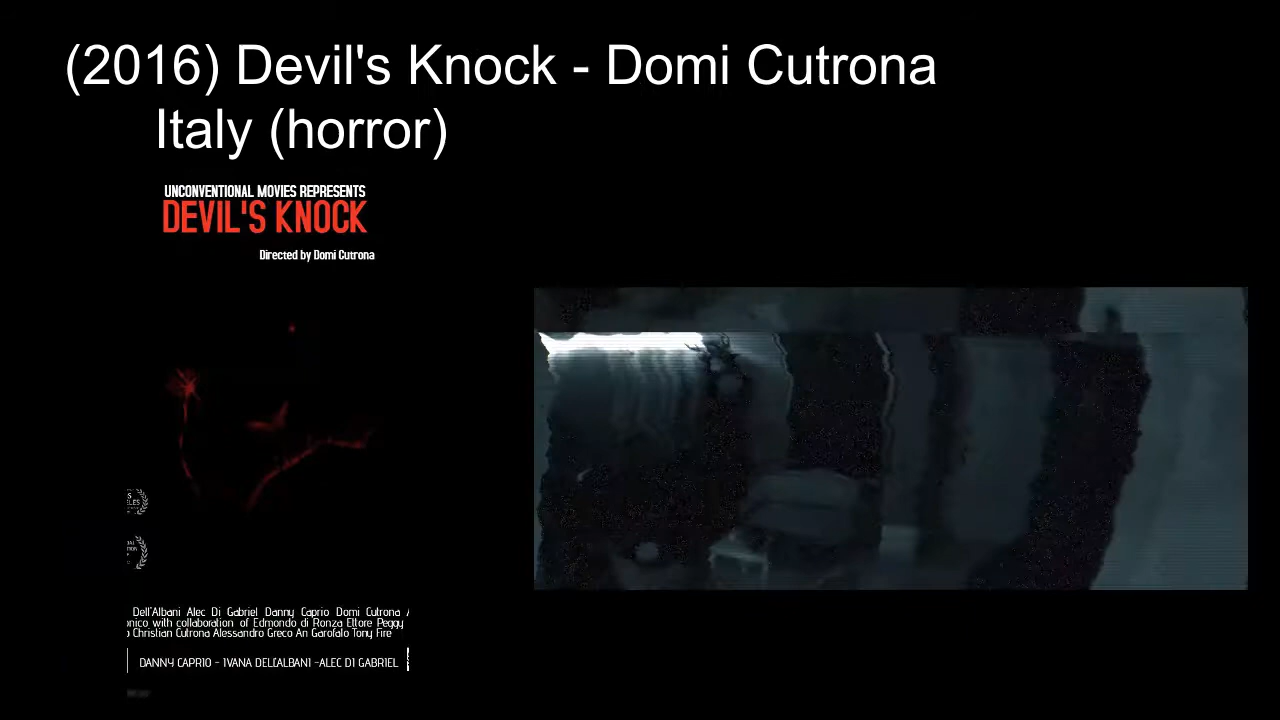 (2016) Devil's Knock - Domi Cutrona
Italy (horror)
UNCONVENTIONAL MOVIES REPRESENTS
DEVIL'S KNOCK
Directed by Domi Cutrona
Dell'Albani Alec Di Gabriel Danny Caprio Domi Cutrona
with collaboration of Edmondo di Ronza Ettore Peggy
Christian Cutrona Alessandro Greco An Garofalo Tony Fire
DANNY CAPRIO - IVANA DELL'ALBANI -ALEC DI GABRIEL